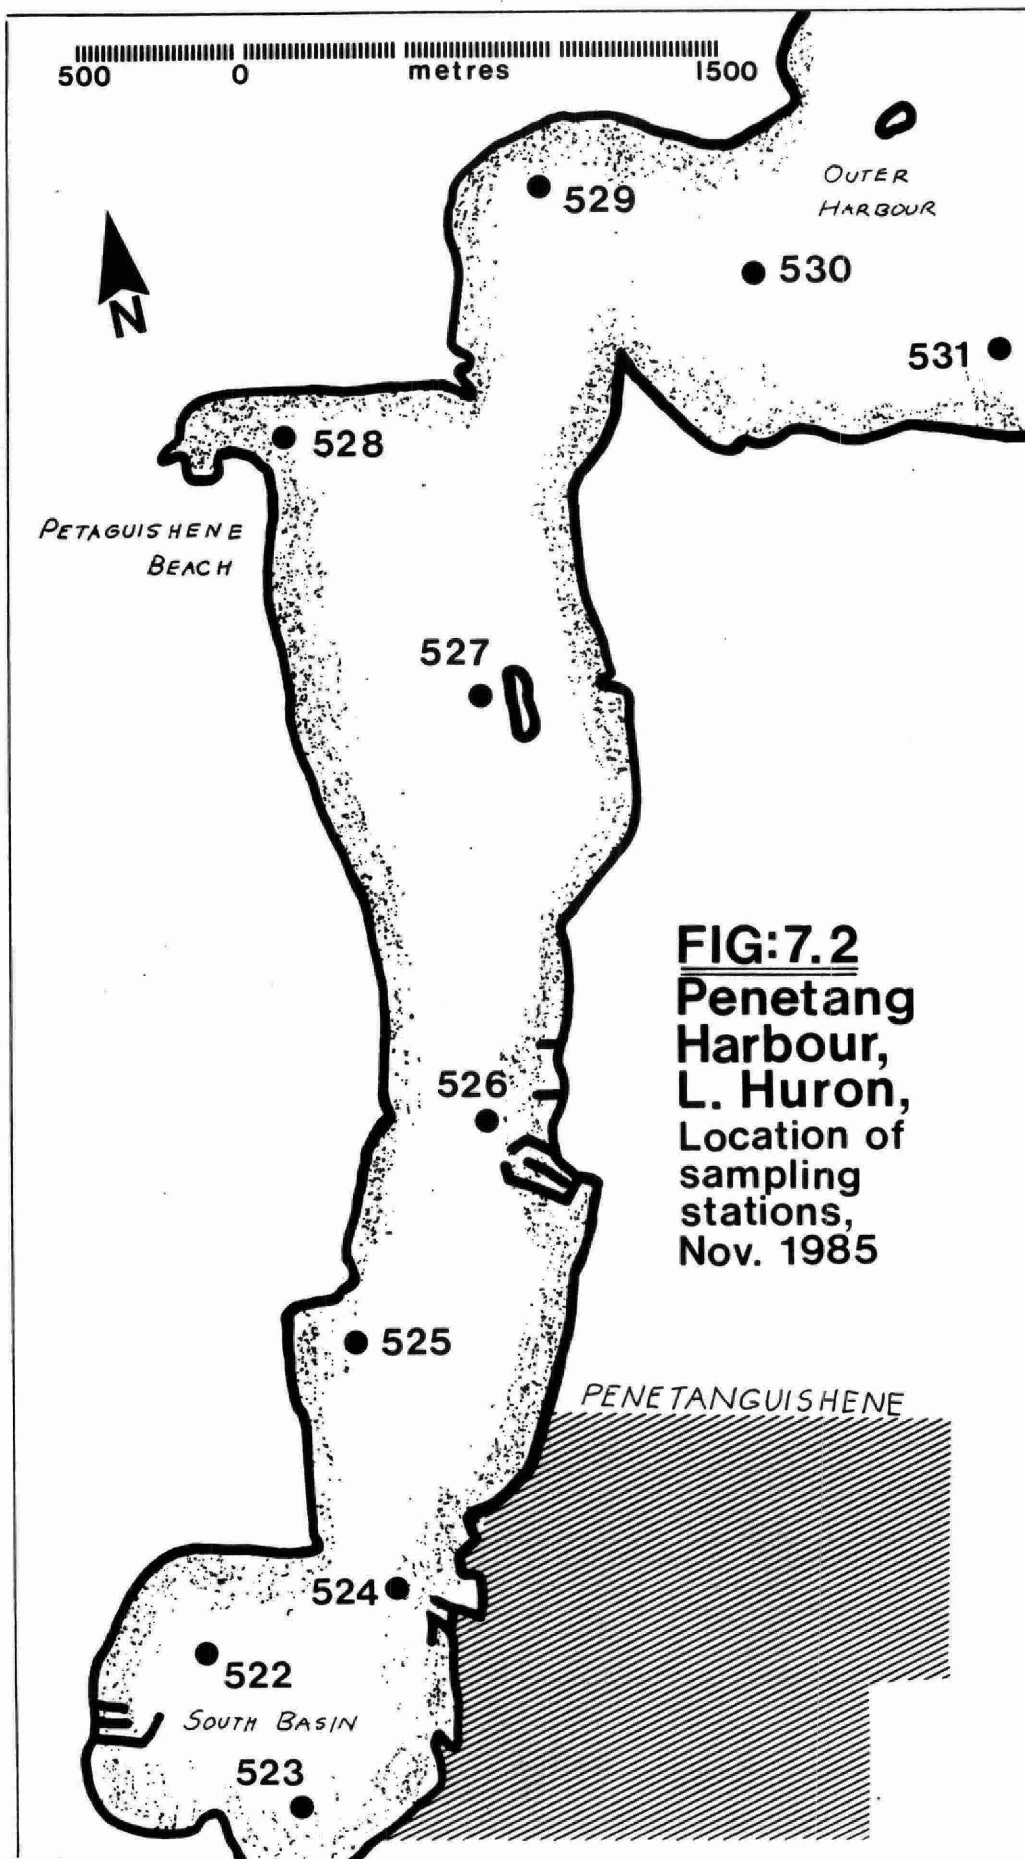 500 0 metres 1500
OUTER
HARBOUR
529
530
531
N
528
PETAGUISHENE
BEACH
527
FIG:7.2
Penetang
Harbour,
L. Huron,
Location of
sampling
stations,
Nov. 1985
526
525
PENETANGUISHENE
524
522
SOUTH BASIN
523